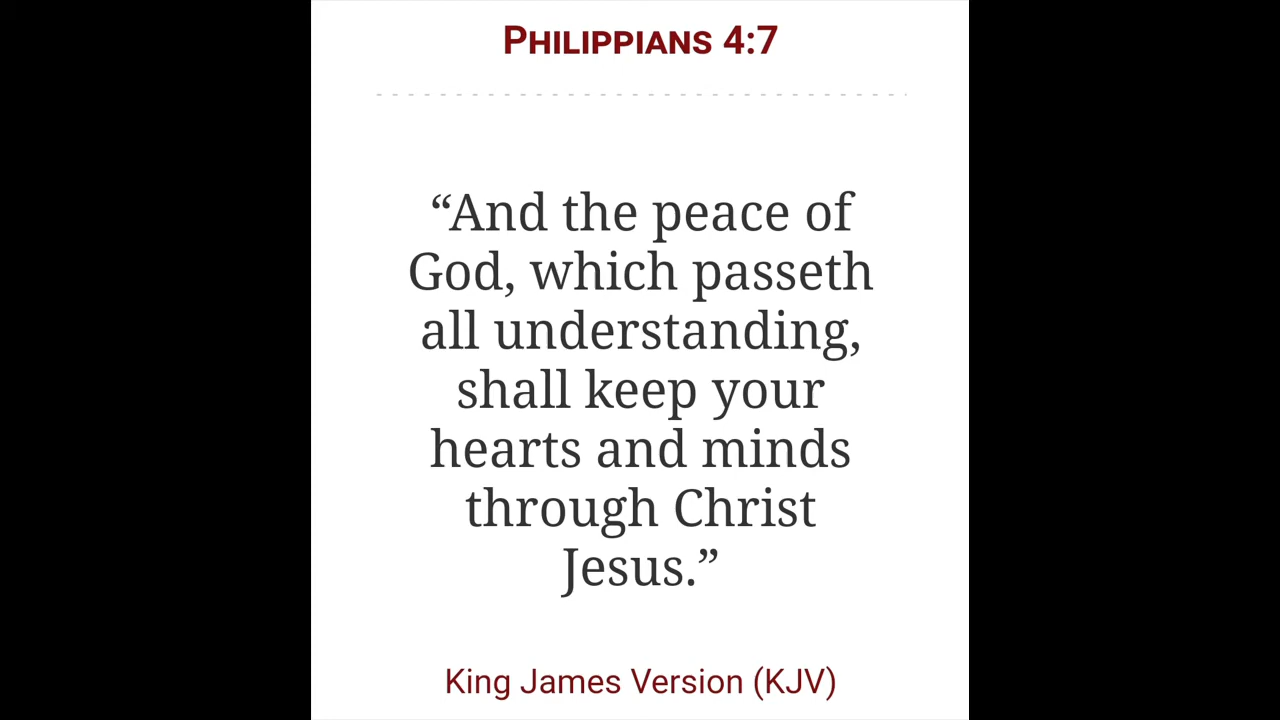 Philippians 4:7
“And the peace of
God, which passeth
all understanding,
shall keep your
hearts and minds
through Christ
Jesus.”
King James Version (KJV)